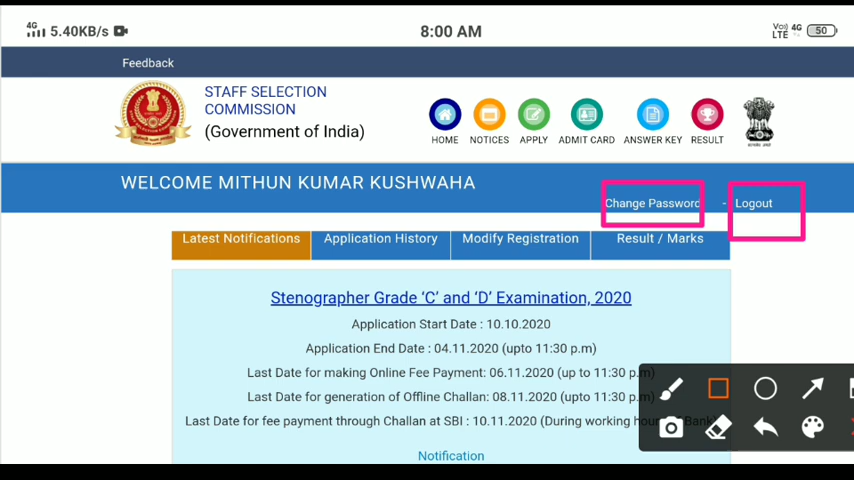 4G 5.40KB/s 8:00 AM Vo) LTE 4G 50
Feedback
STAFF SELECTION
COMMISSION
(Government of India)
HOME NOTICES APPLY ADMIT CARD ANSWER KEY RESULT
WELCOME MITHUN KUMAR KUSHWAHA
Change Password - Logout
Latest Notifications Application History Modify Registration Result / Marks
Stenographer Grade ‘C’ and ‘D’ Examination, 2020
Application Start Date : 10.10.2020
Application End Date : 04.11.2020 (upto 11:30 p.m)
Last Date for making Online Fee Payment: 06.11.2020 (up to 11:30 p.m)
Last Date for generation of Offline Challan: 08.11.2020 (upto 11:30 p.m)
Last Date for fee payment through Challan at SBI : 10.11.2020 (During working hours of Bank)
Notification